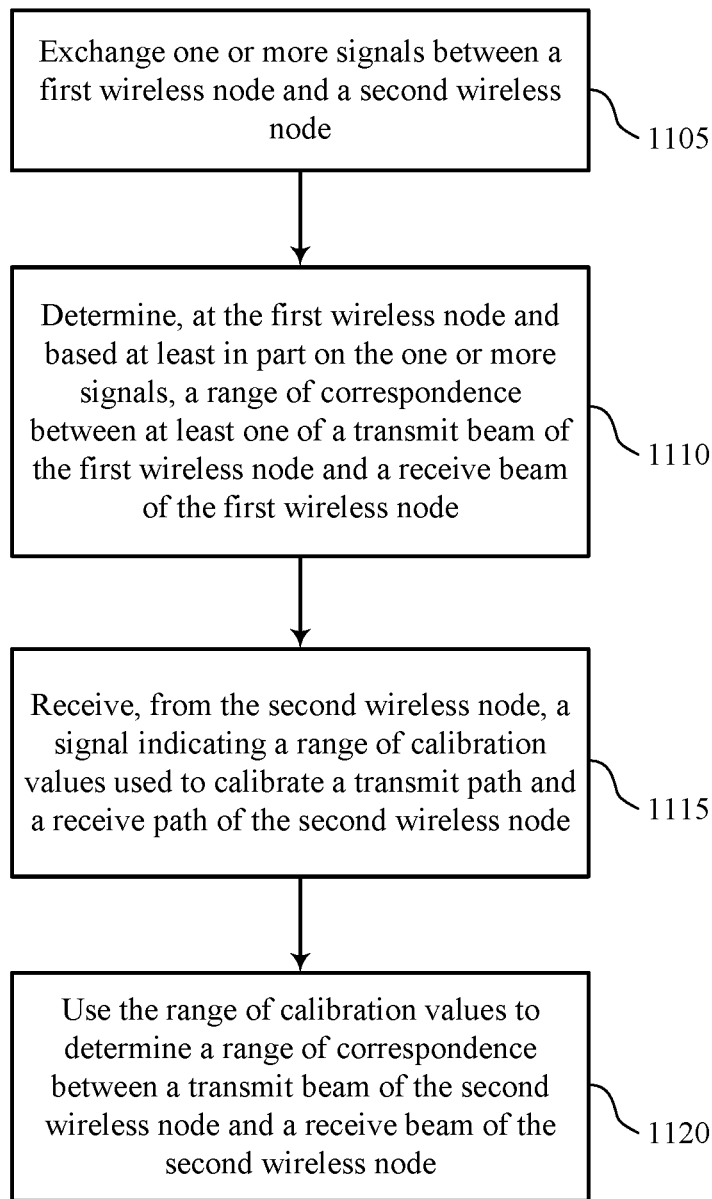 Exchange one or more signals between a
first wireless node and a second wireless
node
1105
Determine, at the first wireless node and
based at least in part on the one or more
signals, a range of correspondence
between at least one of a transmit beam of
the first wireless node and a receive beam
of the first wireless node
1110
Receive, from the second wireless node, a
signal indicating a range of calibration
values used to calibrate a transmit path and
a receive path of the second wireless node
1115
Use the range of calibration values to
determine a range of correspondence
between a transmit beam of the second
wireless node and a receive beam of the
second wireless node
1120